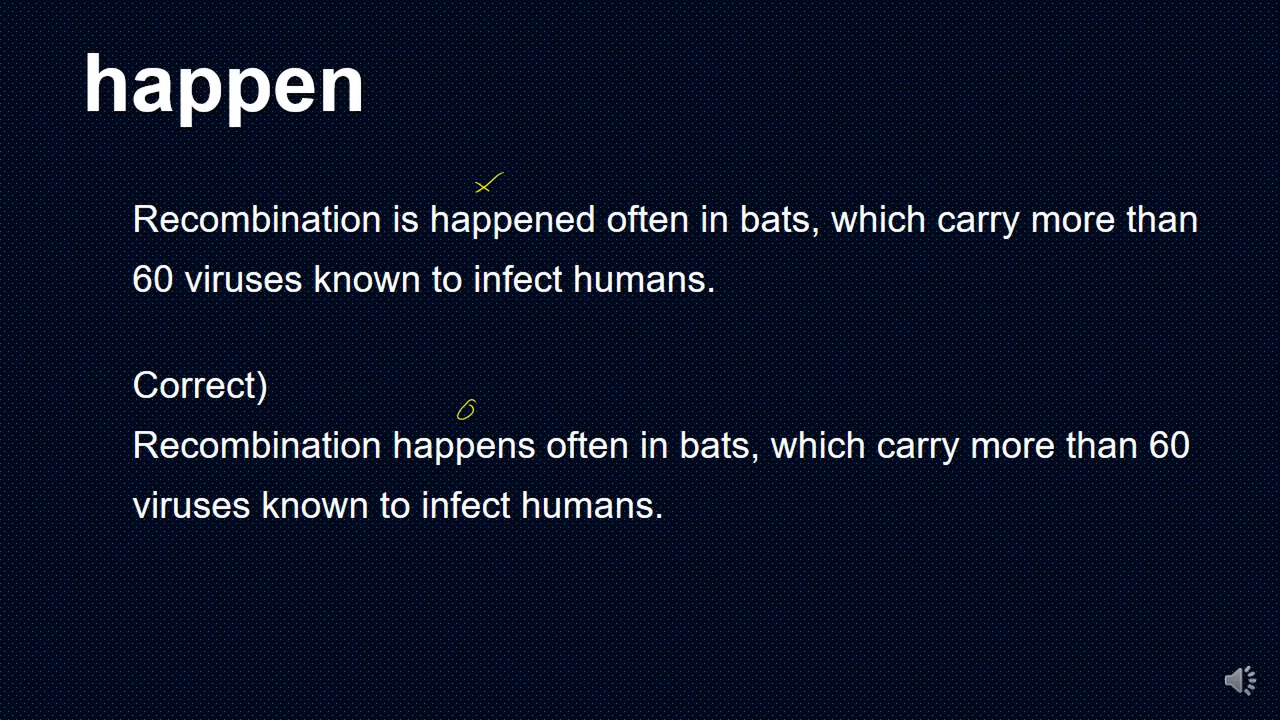 happen
Recombination is happened often in bats, which carry more than
60 viruses known to infect humans.
Correct)
Recombination happens often in bats, which carry more than 60
viruses known to infect humans.